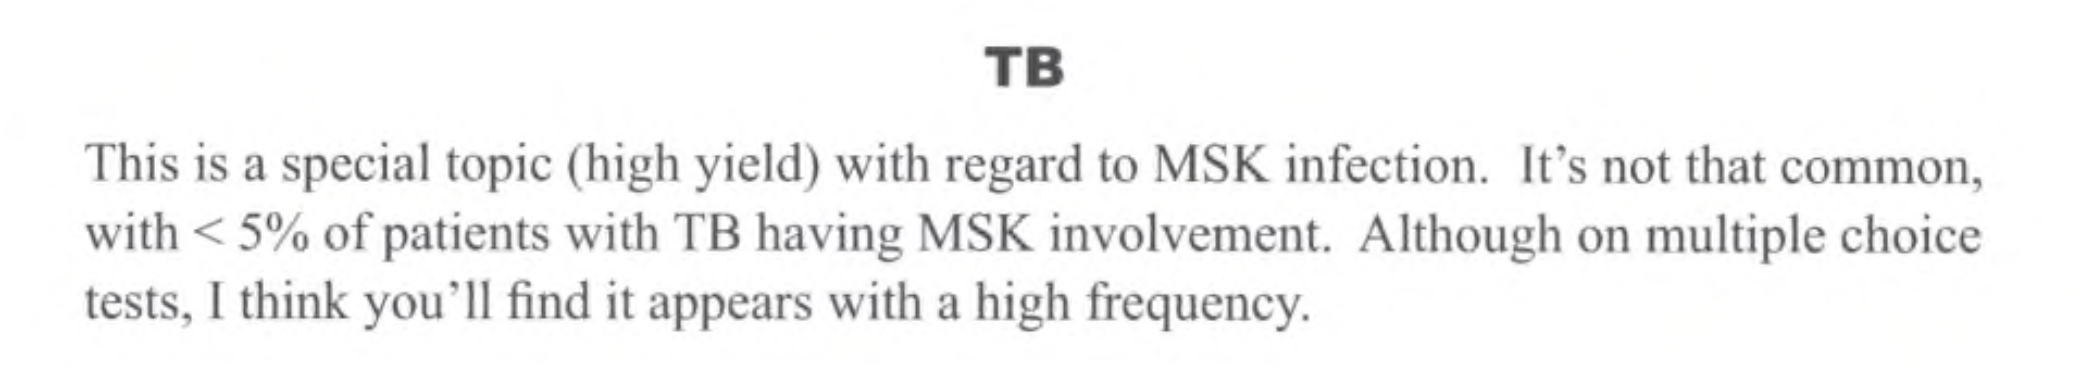 TB
This is a special topic (high yield) with regard to MSK infection.  It’s not that common,
with < 5% of patients with TB having MSK involvement.  Although on multiple choice
tests, I think you’ll find it appears with a high frequency.